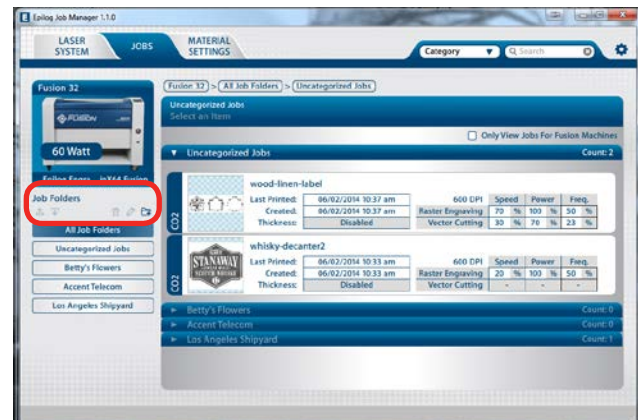 Epilog Job Manager 1.1.0
LASER SYSTEM
JOBS
MATERIAL SETTINGS
Category
Search
Fusion 32
FUSION
60 Watt
Job Folders
All Job Folders
Uncategorized Jobs
Betty's Flowers
Accent Telecom
Los Angeles Shipyard
Fusion 32 > All Job Folders > Uncategorized Jobs
Uncategorized Jobs
Select an Item
Only View Jobs For Fusion Machines
Uncategorized Jobs Count: 2
CO2
wood-linen-label
Last Printed: 06/02/2014 10:37 am 600 DPI Speed Power Freq.
Created: 06/02/2014 10:37 am Raster Engraving 70 % 100 % 50 %
Thickness: Disabled Vector Cutting 30 % 70 % 23 %
CO2
STANAWAY
whisky-decanter2
Last Printed: 06/02/2014 10:33 am 600 DPI Speed Power Freq.
Created: 06/02/2014 10:33 am Raster Engraving 20 % 100 % 50 %
Thickness: Disabled Vector Cutting - - -
Betty's Flowers Count: 0
Accent Telecom Count: 0
Los Angeles Shipyard Count: 1